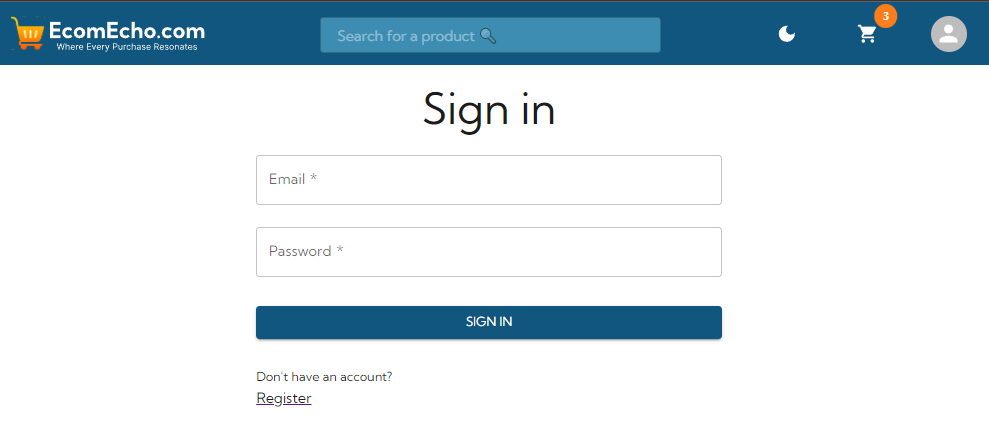 EcomEcho.com
Where Every Purchase Resonates
Search for a product 🔍
3
Sign in
Email *
Password *
SIGN IN
Don't have an account?
Register